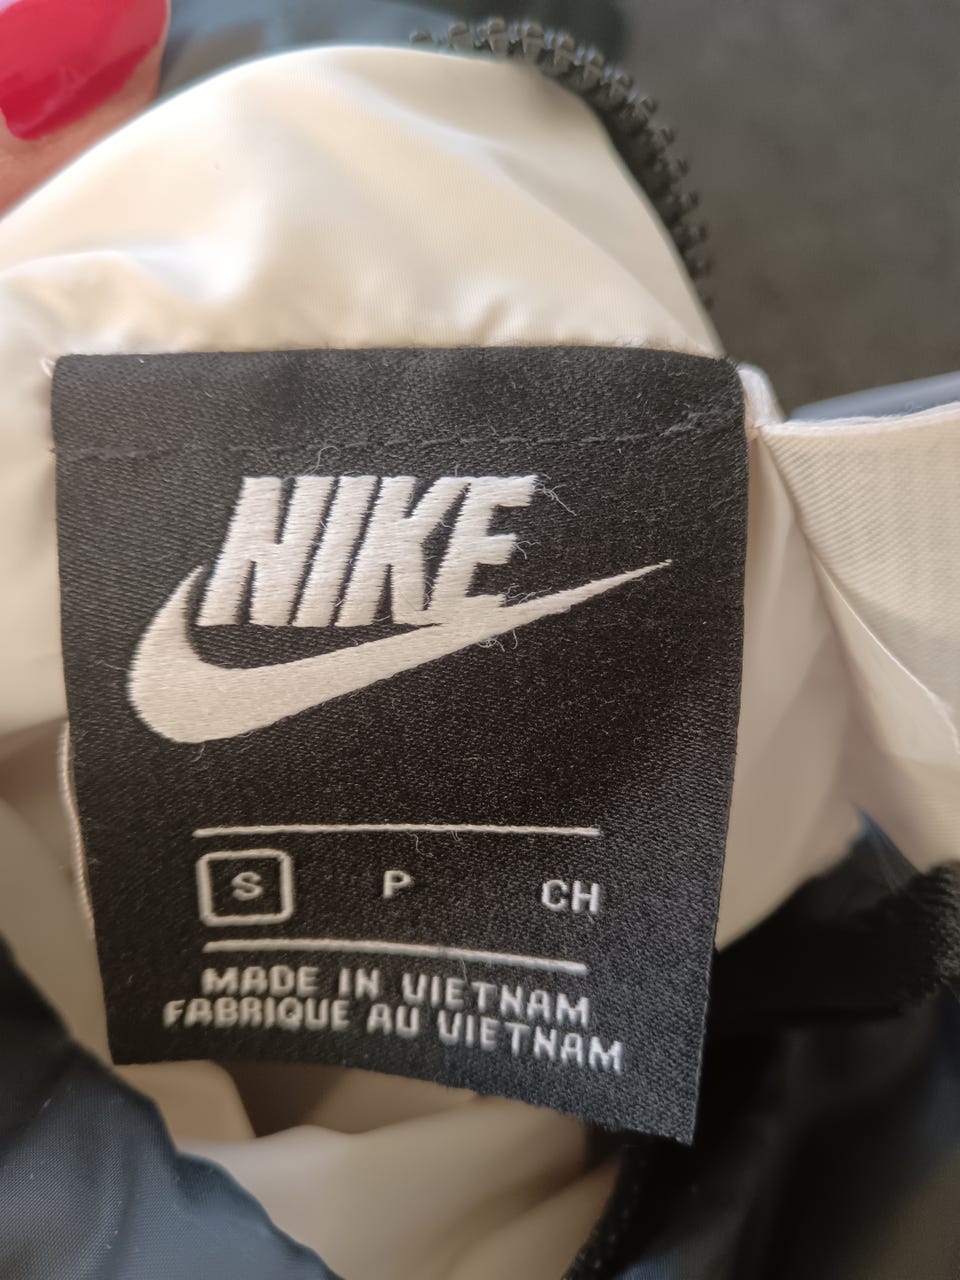 NIKE
S P CH
MADE IN VIETNAM
FABRIQUE AU VIETNAM